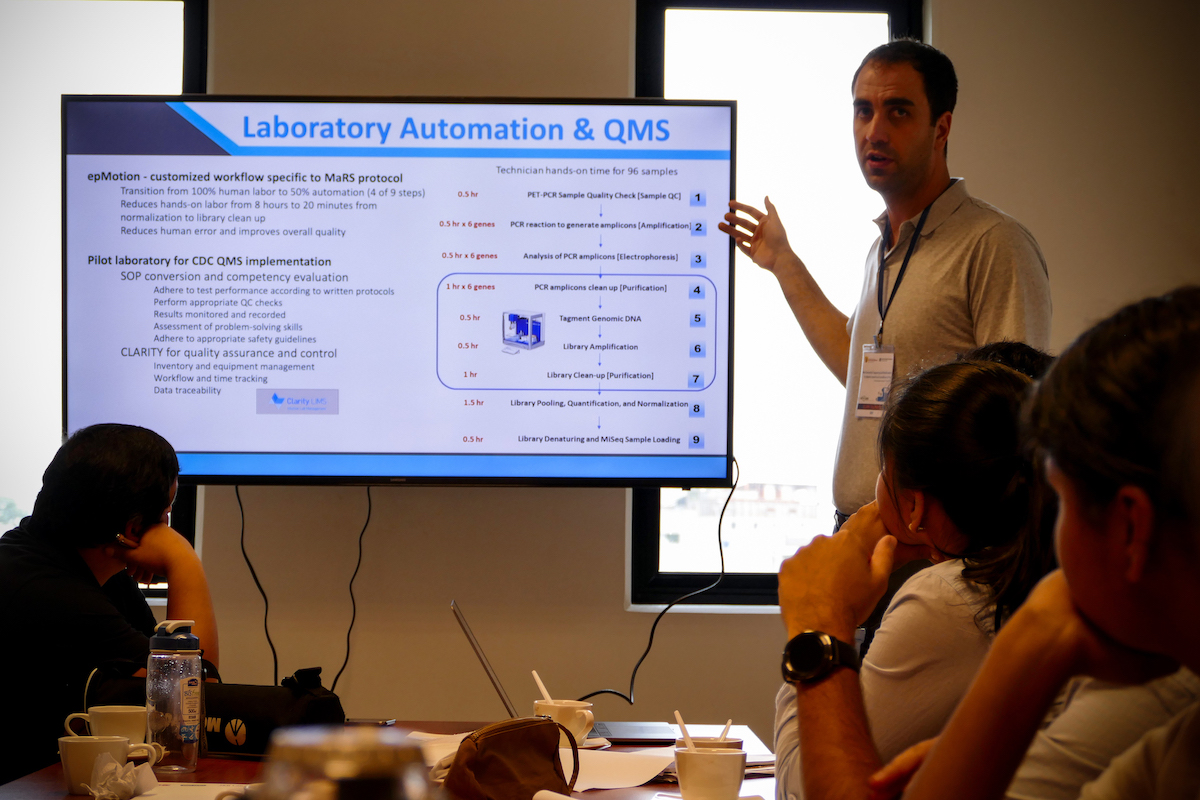 Laboratory Automation & QMS
epMotion - customized workflow specific to MaRS protocol
Transition from 100% human labor to 50% automation (4 of 9 steps)
Reduces hands-on labor from 8 hours to 20 minutes from
normalization to library clean up
Reduces human error and improves overall quality
Pilot laboratory for CDC QMS implementation
SOP conversion and competency evaluation
Adhere to test performance according to written protocols
Perform appropriate QC checks
Results monitored and recorded
Assessment of problem-solving skills
Adhere to appropriate safety guidelines
CLARITY for quality assurance and control
Inventory and equipment management
Workflow and time tracking
Data traceability
Clarity LIMS
Technician hands-on time for 96 samples
0.5 hr PET-PCR Sample Quality Check [Sample QC] 1
0.5 hr x 6 genes PCR reaction to generate amplicons [Amplification] 2
0.5 hr x 6 genes Analysis of PCR amplicons [Electrophoresis] 3
1 hr x 6 genes PCR amplicons clean up [Purification] 4
0.5 hr Tagment Genomic DNA 5
0.5 hr Library Amplification 6
1 hr Library Clean-up [Purification] 7
1.5 hr Library Pooling, Quantification, and Normalization 8
0.5 hr Library Denaturing and MiSeq Sample Loading 9
SAMSUNG